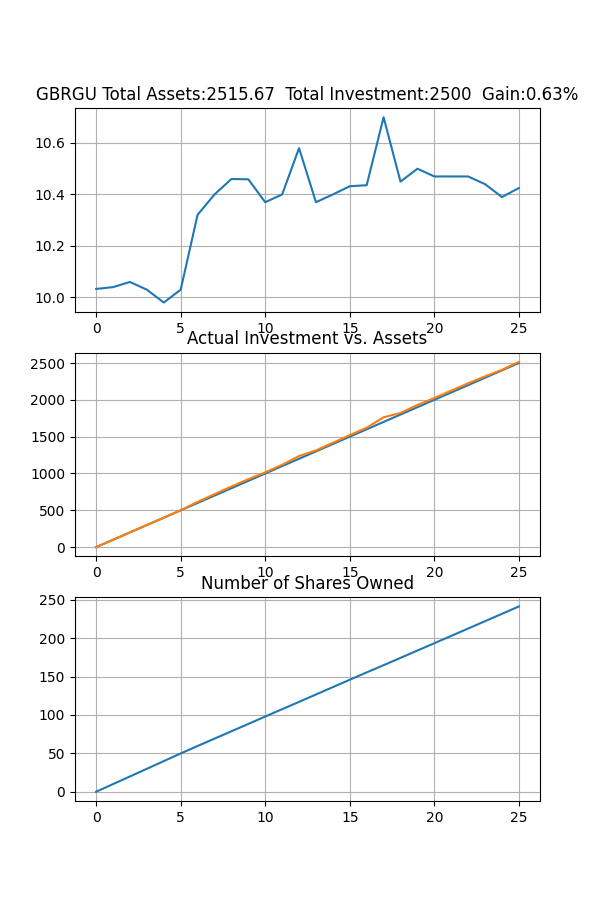 GBRGU Total Assets:2515.67  Total Investment:2500  Gain:0.63%
10.6
10.4
10.2
10.0
0 5 10 15 20 25
Actual Investment vs. Assets
2500
2000
1500
1000
500
0
0 5 10 15 20 25
Number of Shares Owned
250
200
150
100
50
0
0 5 10 15 20 25